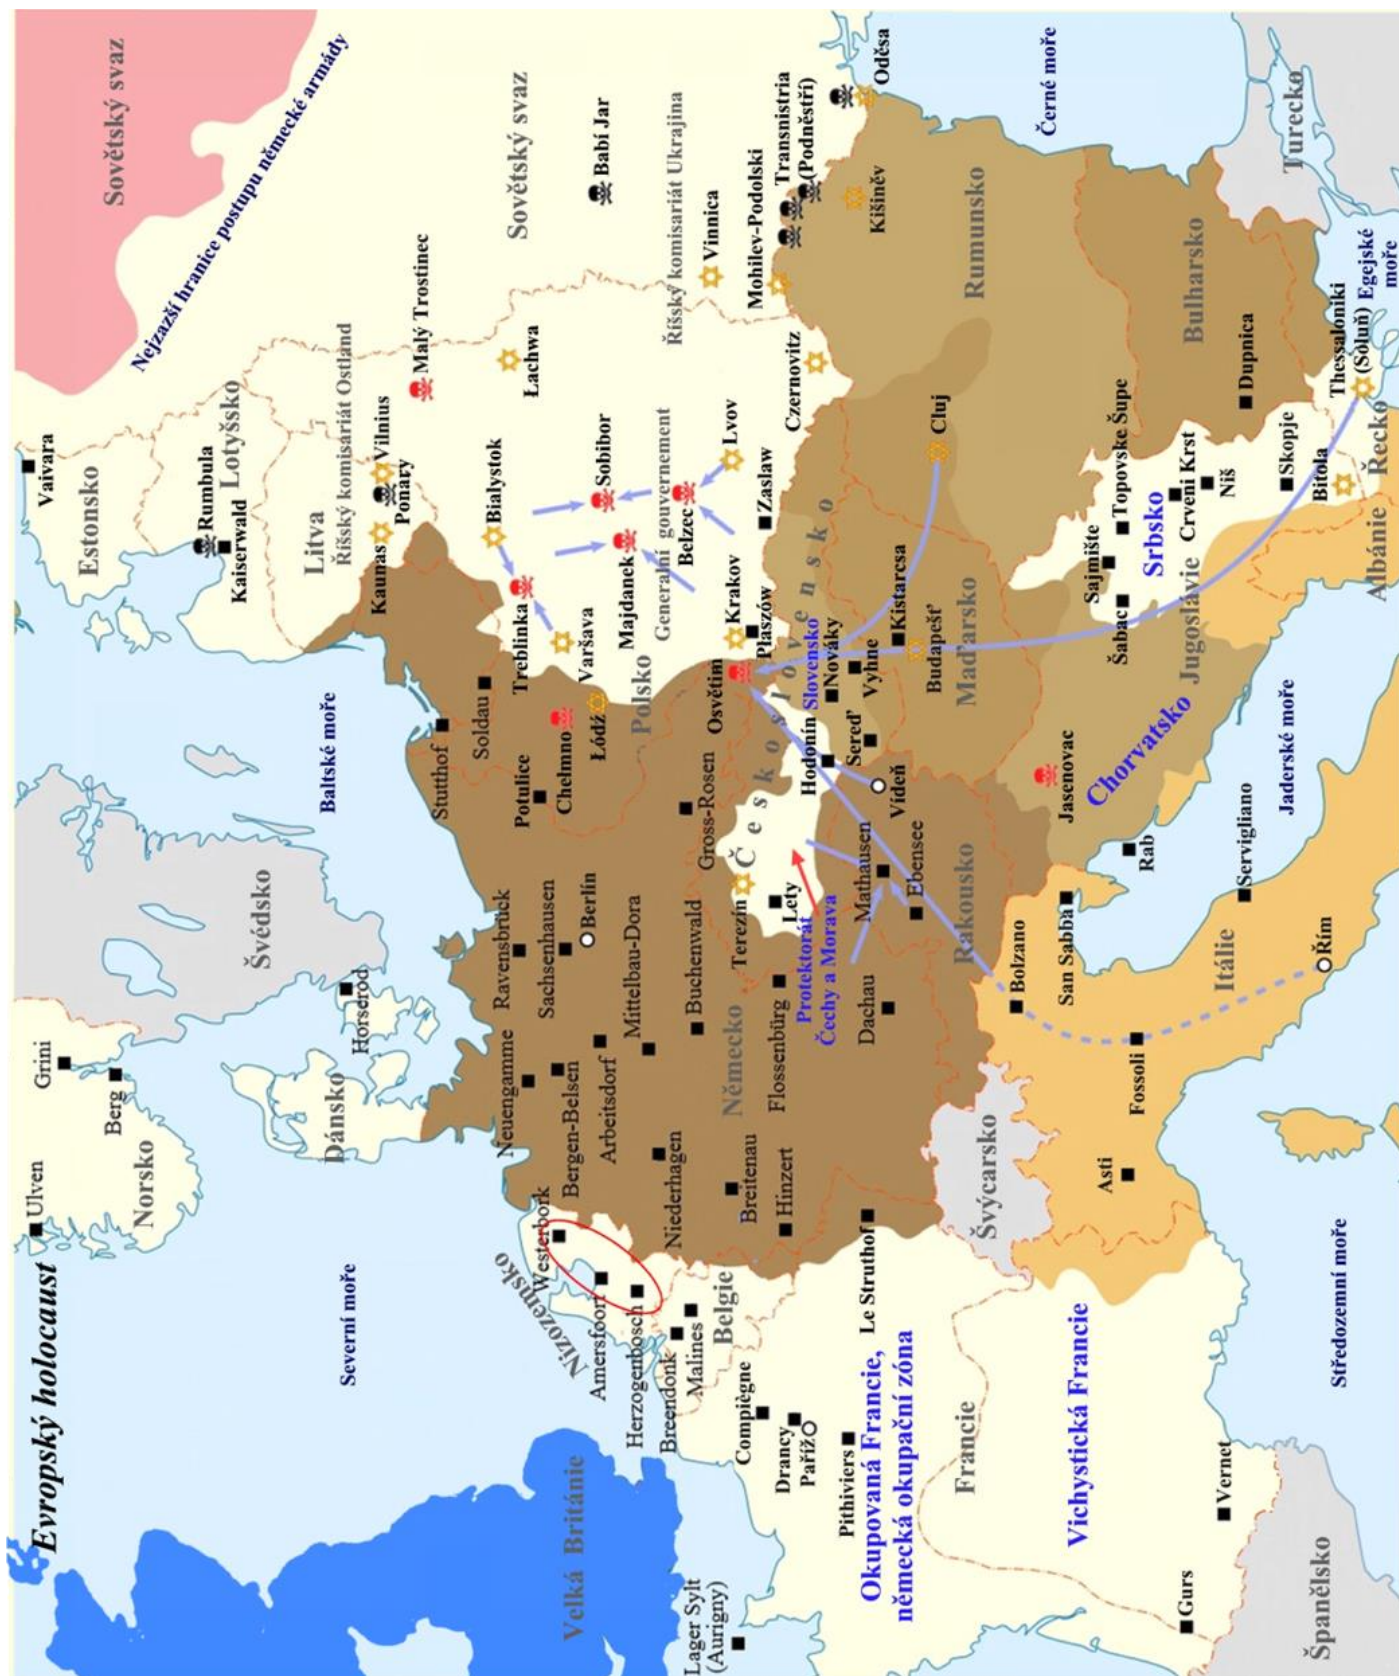 Evropský holocaust
Ulven
Grini
Berg
Norsko
Švédsko
Estonsko
Vaivara
Sovětský svaz
Nejzazší hranice postupu německé armády
Rumbula
Lotyšsko
Kaiserwald
Litva
Říšský komisáriát Ostland
Kaunas
Vilnius
Ponary
Malý Trostinec
Severní moře
Dánsko
Horserod
Baltské moře
Stutthof
Soldau
Sovětský svaz
Łachwa
Bialystok
Treblinka
Varšava
Potulice
Chelmno
Łódź
Polsko
Majdanek
Sobibor
Generalní gouvernement
Belzec
Lvov
Babí Jar
Říšský komisariát Ukrajina
Vinnica
Neuengamme
Ravensbrück
Sachsenhausen
Berlín
Bergen-Belsen
Arbeitsdorf
Mittelbau-Dora
Niederhagen
Buchenwald
Gross-Rosen
Německo
Breitenau
Hinzert
Flossenbürg
Nizozemsko
Westerbork
Amersfoort
Herzogenbosch
Breendonk
Malines
Belgie
Velká Británie
Lager Sylt
(Aurigny)
Compiègne
Drancy
Paříž
Pithiviers
Le Struthof
Okupovaná Francie,
německá okupační zóna
Francie
Vichystická Francie
Vernet
Gurs
Španělsko
Osvětim
Krakov
Plaszów
Zaslaw
Československo
Terezín
Lety
Hodonín
Protektorát
Čechy a Morava
Slovensko
Nováky
Vyhne
Sereď
Mohilev-Podolski
Transnistria
(Podněstří)
Oděsa
Czernovitz
Kišiněv
Dachau
Mathausen
Ebensee
Vídeň
Rakousko
Kistarcsa
Budapešť
Maďarsko
Cluj
Rumunsko
Černé moře
Švýcarsko
Bolzano
San Sabba
Asti
Fossoli
Itálie
Servigliano
Řím
Středozemní moře
Jaderské moře
Rab
Jasenovac
Chorvatsko
Jugoslávie
Šabac
Sajmište
Topovske Šupe
Srbsko
Crveni Krst
Niš
Skopje
Bitola
Dupnica
Bulharsko
Turecko
Albánie
Řecko
Thessaloniki
(Soluň)
Egejské
moře